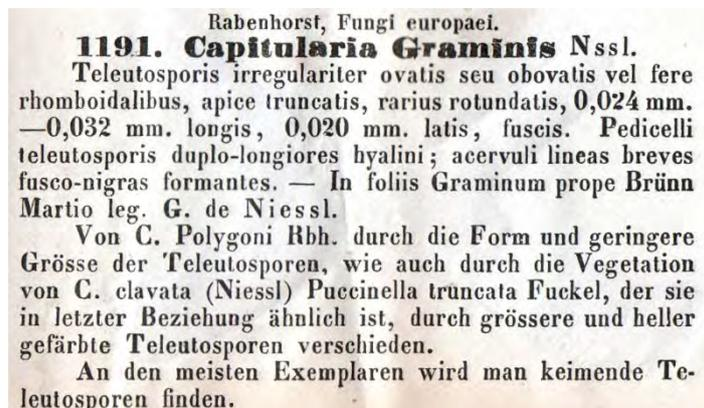 Rabenhorst, Fungi europaei.
1191. Capitularia Graminis Nssl.
Teleutosporis irregulariter ovatis seu obovatis vel fere
rhomboidalibus, apice truncatis, rarius rotundatis, 0,024 mm.
—0,032 mm. longis, 0,020 mm. latis, fuscis. Pedicelli
teleutosporis duplo-longiores hyalini; acervuli lineas breves
fusco-nigras formantes. — In foliis Graminum prope Brünn
Martio leg. G. de Niessl.
Von C. Polygoni Rbh. durch die Form und geringere
Grösse der Teleutosporen, wie auch durch die Vegetation
von C. clavata (Niessl) Puccinella truncata Fuckel, der sie
in letzter Beziehung ähnlich ist, durch grössere und heller
gefärbte Teleutosporen verschieden.
An den meisten Exemplaren wird man keimende Te-
leutosporen finden.